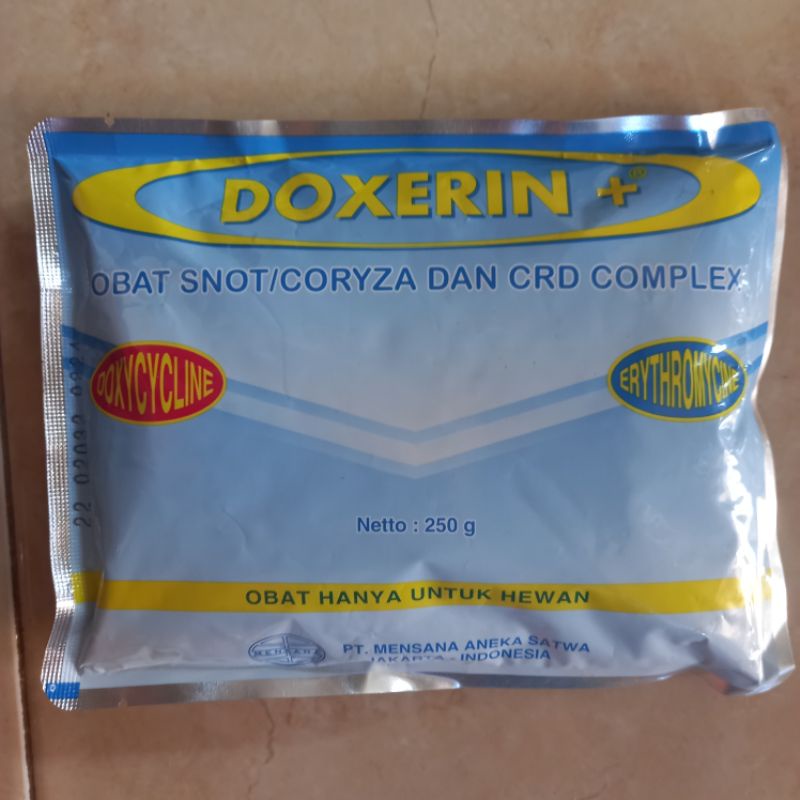 DOXERIN +®
OBAT SNOT/CORYZA DAN CRD COMPLEX
DOXYCYCLINE
ERYTHROMYCINE
Netto : 250 g
OBAT HANYA UNTUK HEWAN
MENSANA
PT. MENSANA ANEKA SATWA
JAKARTA - INDONESIA